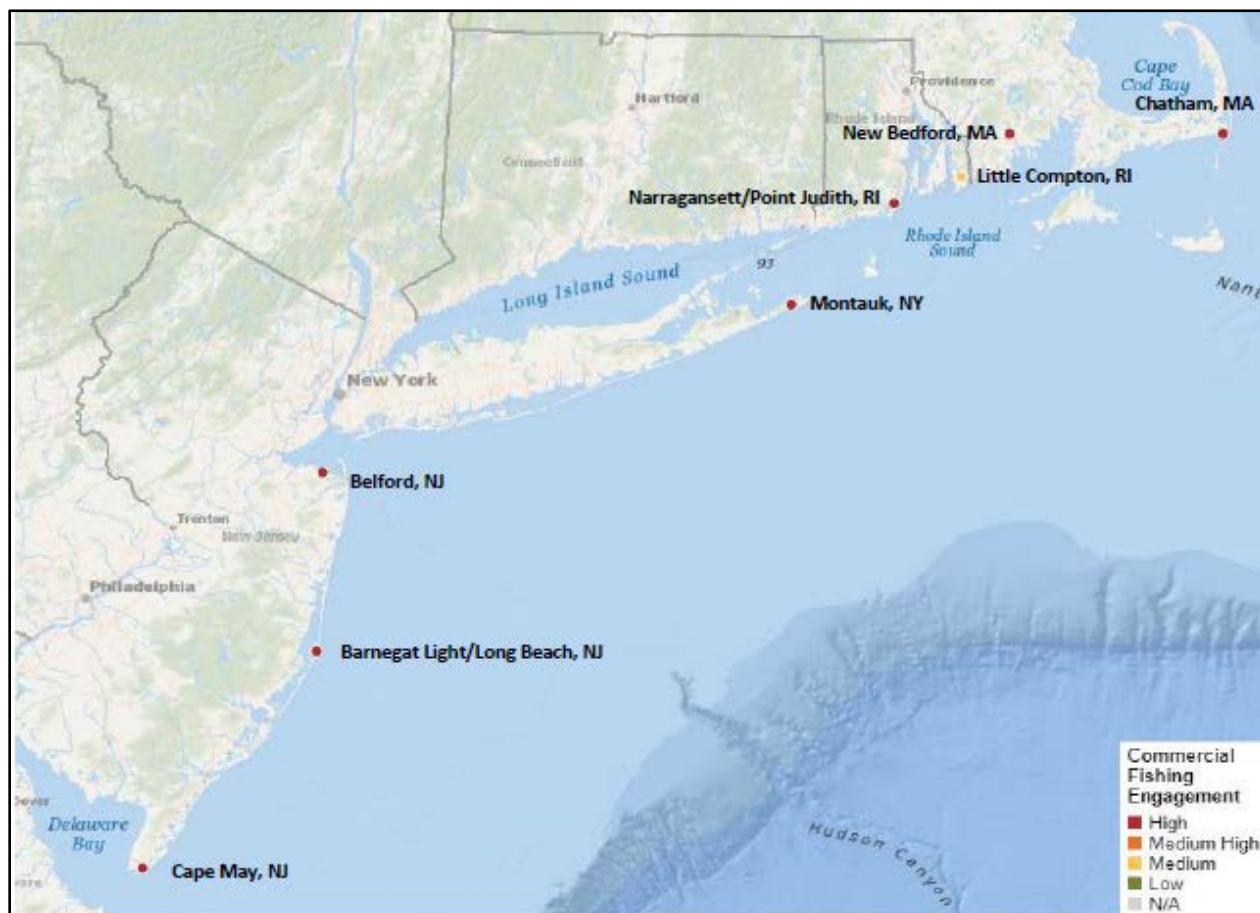 Cape
Cod Bay
Chatham, MA
Providence
Hartford
Rhode Island
New Bedford, MA
Connecticut
Little Compton, RI
Narragansett/Point Judith, RI
Rhode Island
Sound
93
Long Island Sound
Montauk, NY
Nant
New York
Belford, NJ
Trenton
New Jersey
Philadelphia
Barnegat Light/Long Beach, NJ
Delaware
Bay
Cape May, NJ
Hudson Canyon
Commercial
Fishing
Engagement
High
Medium High
Medium
Low
N/A